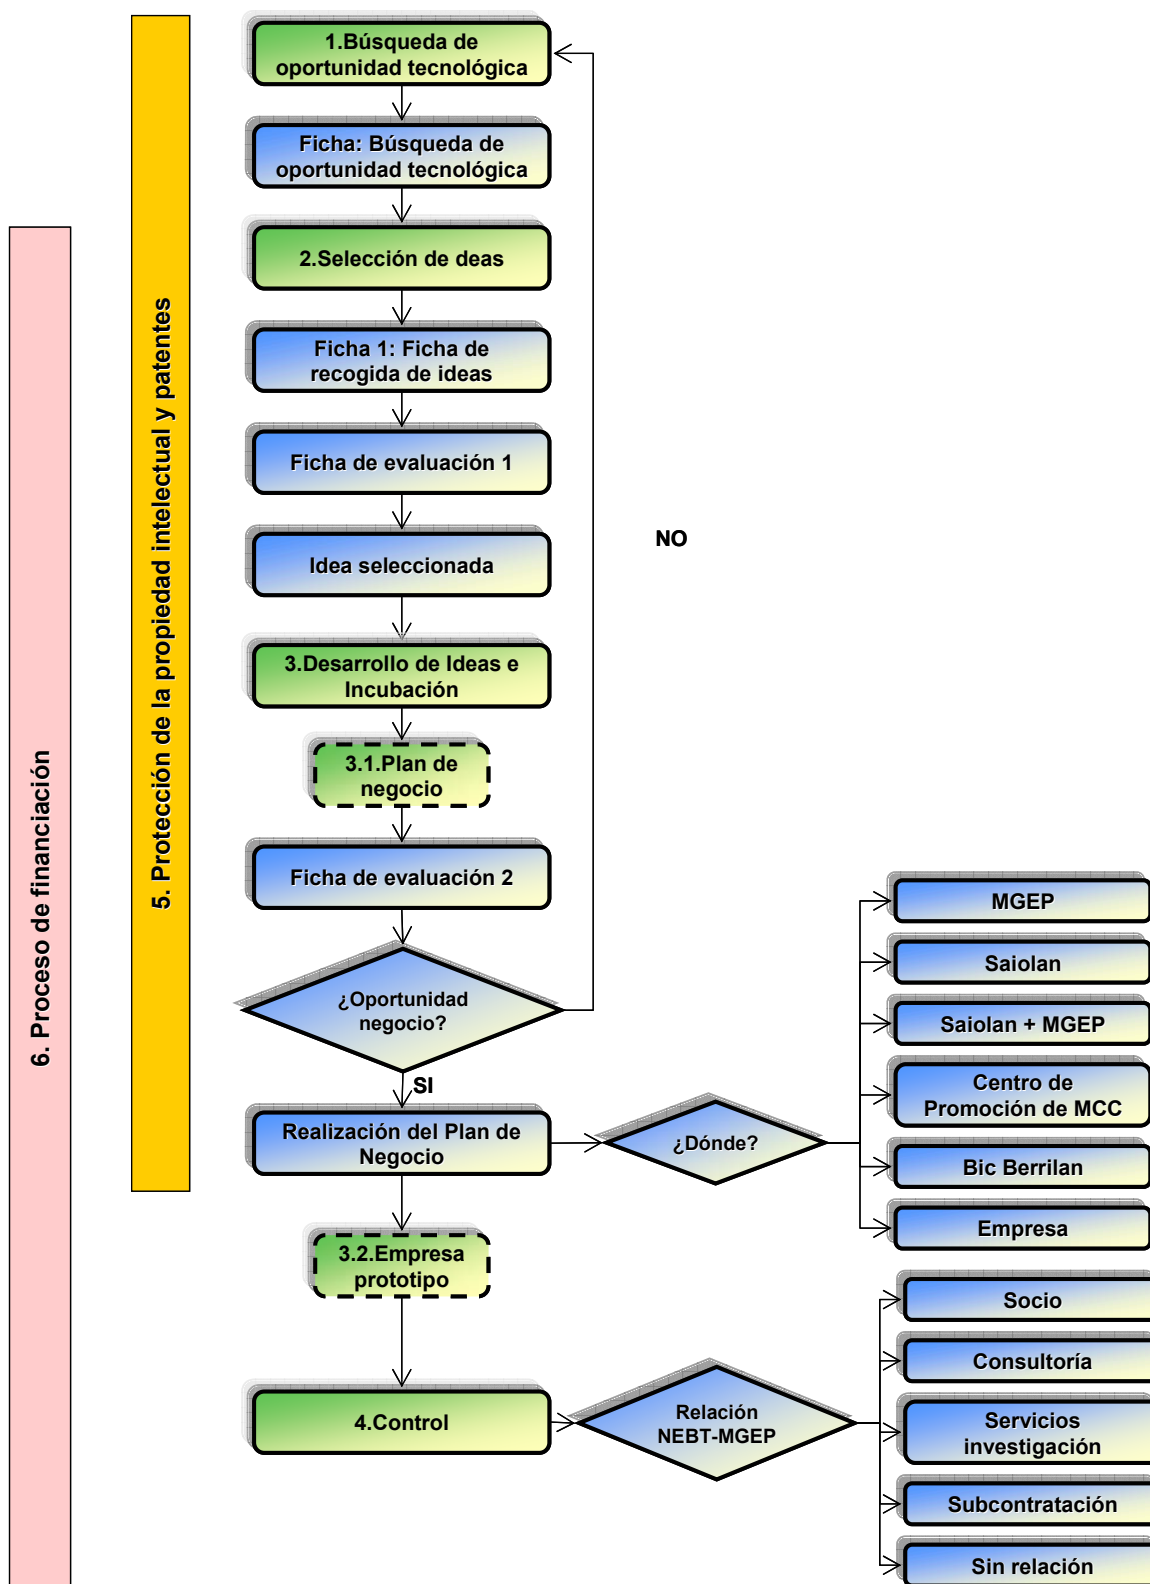 1.Búsqueda de
oportunidad tecnológica
Ficha: Búsqueda de
oportunidad tecnológica
2.Selección de deas
Ficha 1: Ficha de
recogida de ideas
Ficha de evaluación 1
Idea seleccionada
NO
3.Desarrollo de Ideas e
Incubación
3.1.Plan de
negocio
Ficha de evaluación 2
¿Oportunidad
negocio?
SI
Realización del Plan de
Negocio
¿Dónde?
MGEP
Saiolan
Saiolan + MGEP
Centro de
Promoción de MCC
Bic Berrilan
Empresa
3.2.Empresa
prototipo
4.Control
Relación
NEBT-MGEP
Socio
Consultoría
Servicios
investigación
Subcontratación
Sin relación
5. Protección de la propiedad intelectual y patentes
6. Proceso de financiación